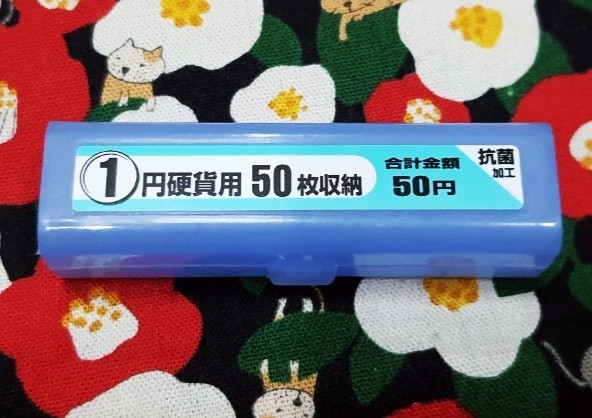 ①円硬貨用 50枚収納
合計金額
50円
抗菌
加工